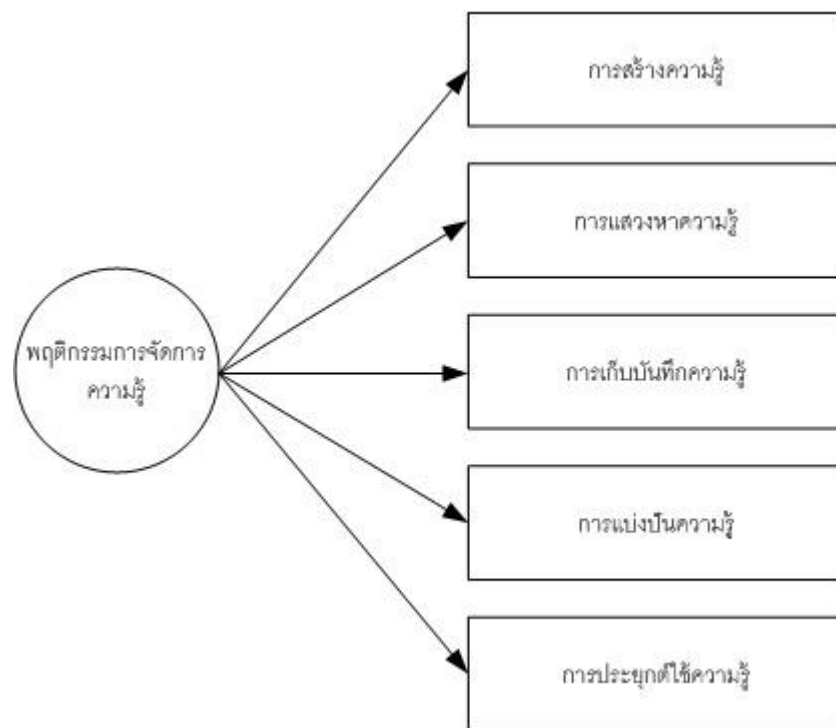 การสร้างความรู้
การแสวงหาความรู้
พฤติกรรมการจัดการ
ความรู้
การเก็บบันทึกความรู้
การแบ่งปันความรู้
การประยุกต์ใช้ความรู้